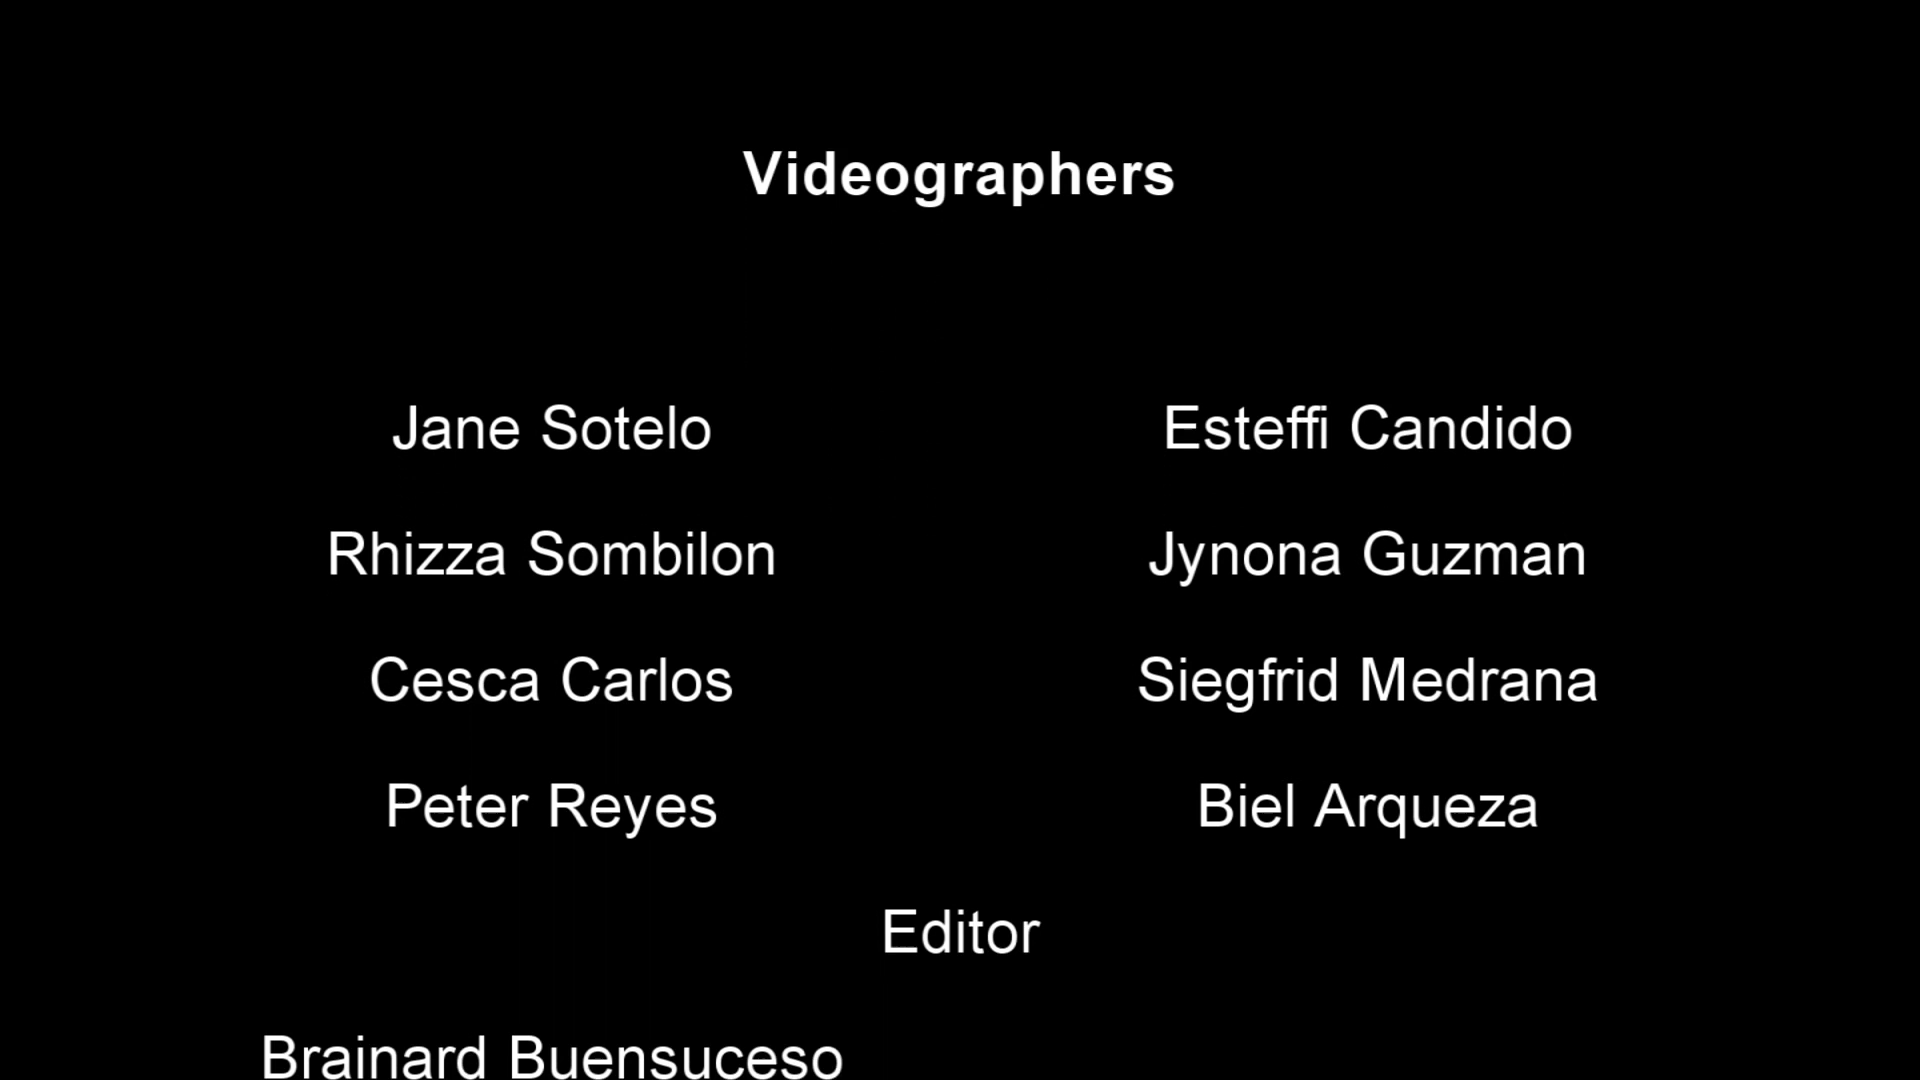 Videographers
Jane Sotelo Esteffi Candido
Rhizza Sombilon Jynona Guzman
Cesca Carlos Siegfrid Medrana
Peter Reyes Biel Arqueza
Editor
Brainard Buensuceso